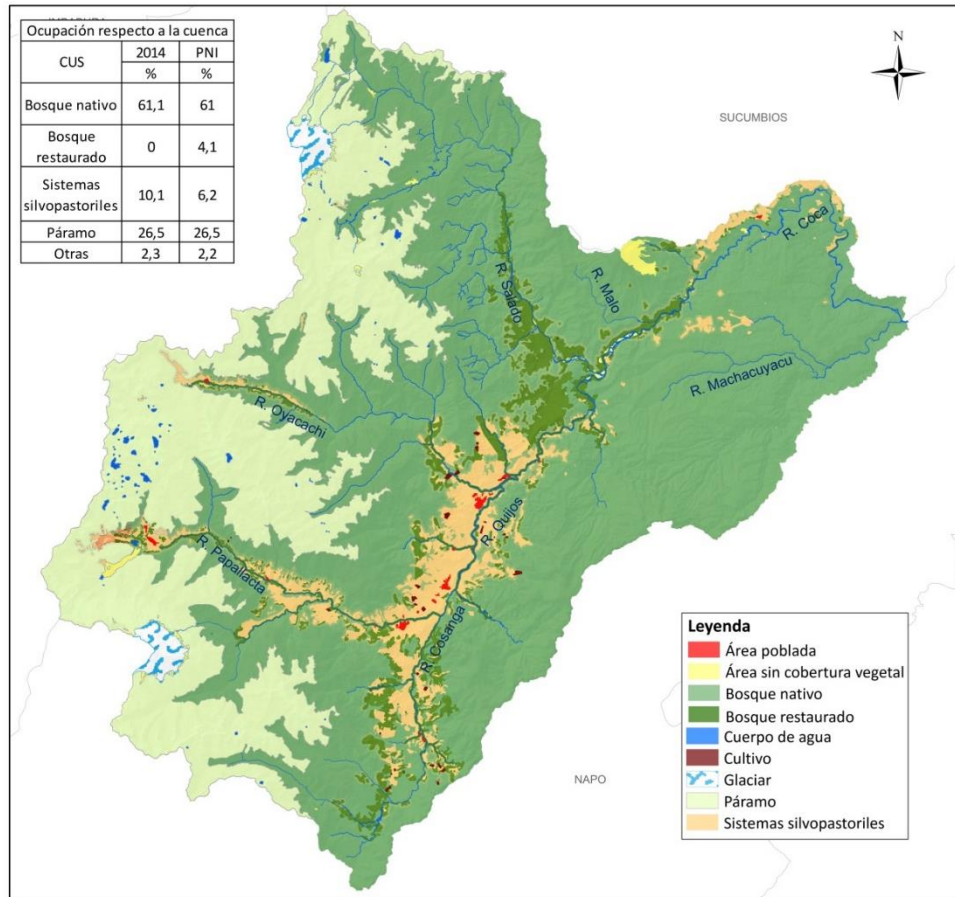 Ocupación respecto a la cuenca
CUS 2014 PNI
% %
Bosque nativo 61,1 61
Bosque
restaurado 0 4,1
Sistemas
silvopastoriles 10,1 6,2
Páramo 26,5 26,5
Otras 2,3 2,2
N
SUCUMBIOS
R. Coca
R. Malo
R. Salado
R. Machacuyacu
R. Oyacachi
R. Quijos
R. Papallacta
R. Cosanga
NAPO
Leyenda
Área poblada
Área sin cobertura vegetal
Bosque nativo
Bosque restaurado
Cuerpo de agua
Cultivo
Glaciar
Páramo
Sistemas silvopastoriles